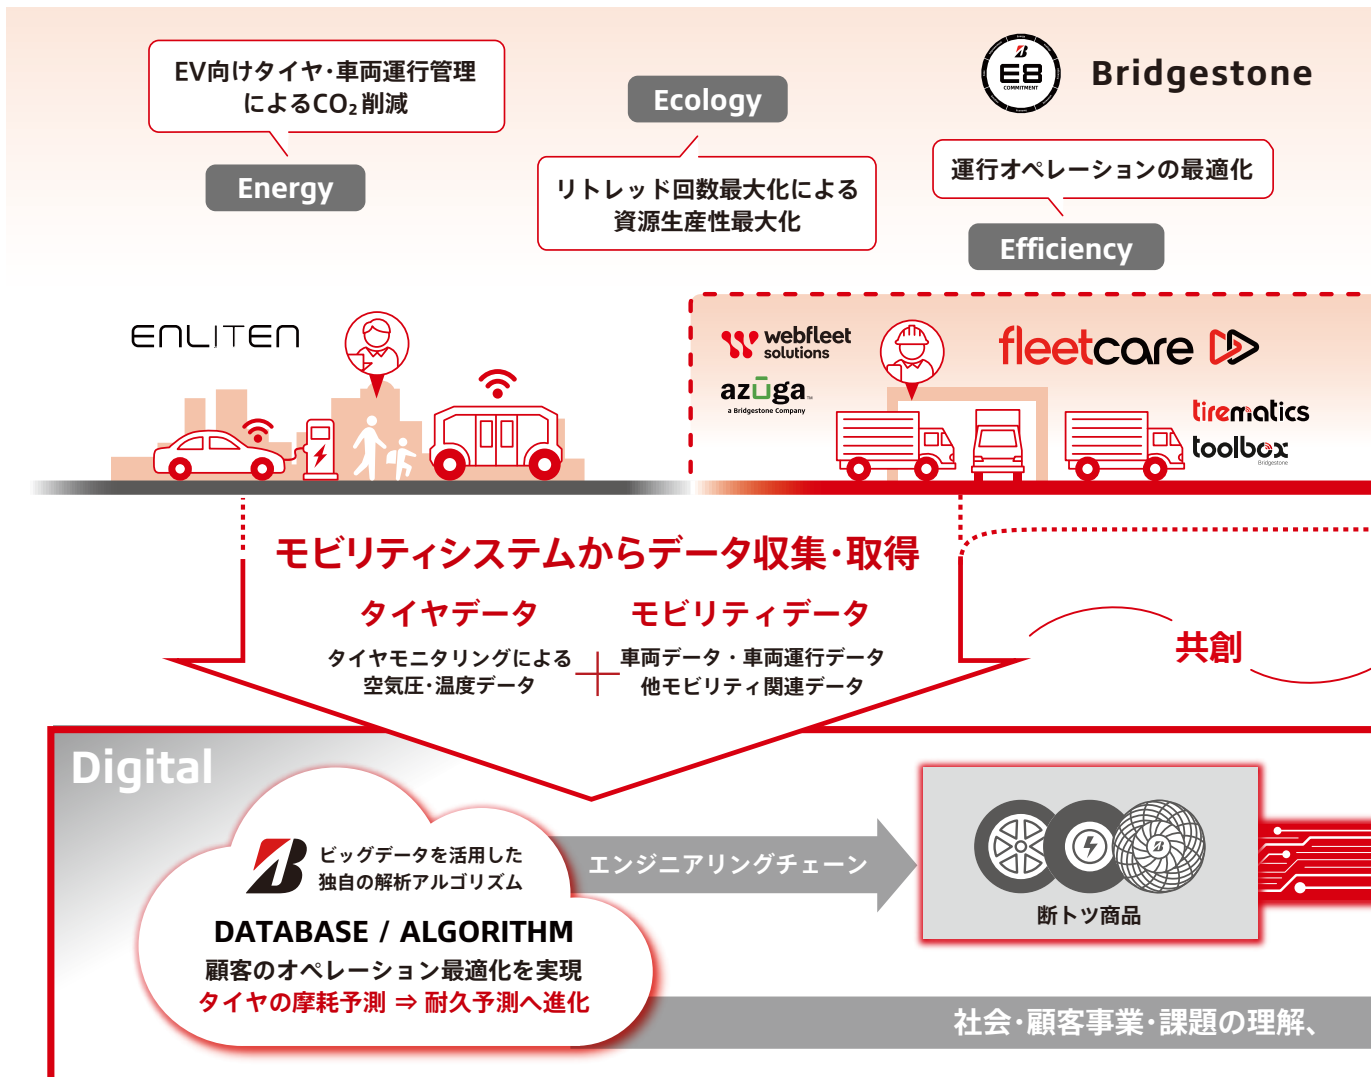 EV向けタイヤ・車両運行管理
によるCO₂削減
Energy
Ecology
リトレッド回数最大化による
資源生産性最大化
E8
COMMITMENT
Bridgestone
運行オペレーションの最適化
Efficiency
ENLITEN
webfleet
solutions
azūga
a Bridgestone Company
fleetcare
tirematics
toolbox
Bridgestone
モビリティシステムからデータ収集・取得
タイヤデータ
タイヤモニタリングによる
空気圧・温度データ
モビリティデータ
車両データ・車両運行データ
他モビリティ関連データ
共創
Digital
ビッグデータを活用した
独自の解析アルゴリズム
DATABASE / ALGORITHM
顧客のオペレーション最適化を実現
タイヤの摩耗予測 ⇒ 耐久予測へ進化
エンジニアリングチェーン
断トツ商品
社会・顧客事業・課題の理解、